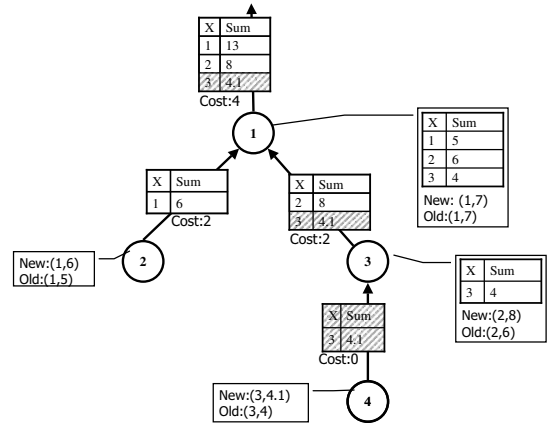 X Sum
1 13
2 8
3 4.1
Cost:4
1
X Sum
1 5
2 6
3 4
New: (1,7)
Old:(1,7)
X Sum
1 6
Cost:2
X Sum
2 8
3 4.1
Cost:2
New:(1,6)
Old:(1,5)
2
3
X Sum
3 4
New:(2,8)
Old:(2,6)
X Sum
3 4.1
Cost:0
New:(3,4.1)
Old:(3,4)
4